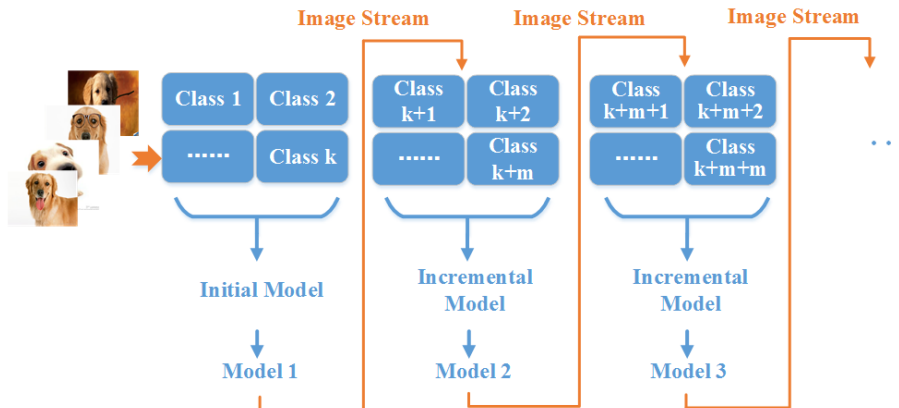 Image Stream
Image Stream
Image Stream
Class 1
Class 2
......
Class k
Class
k+1
Class
k+2
......
Class
k+m
Class
k+m+1
Class
k+m+2
......
Class
k+m+m
Initial Model
Incremental
Model
Incremental
Model
Model 1
Model 2
Model 3